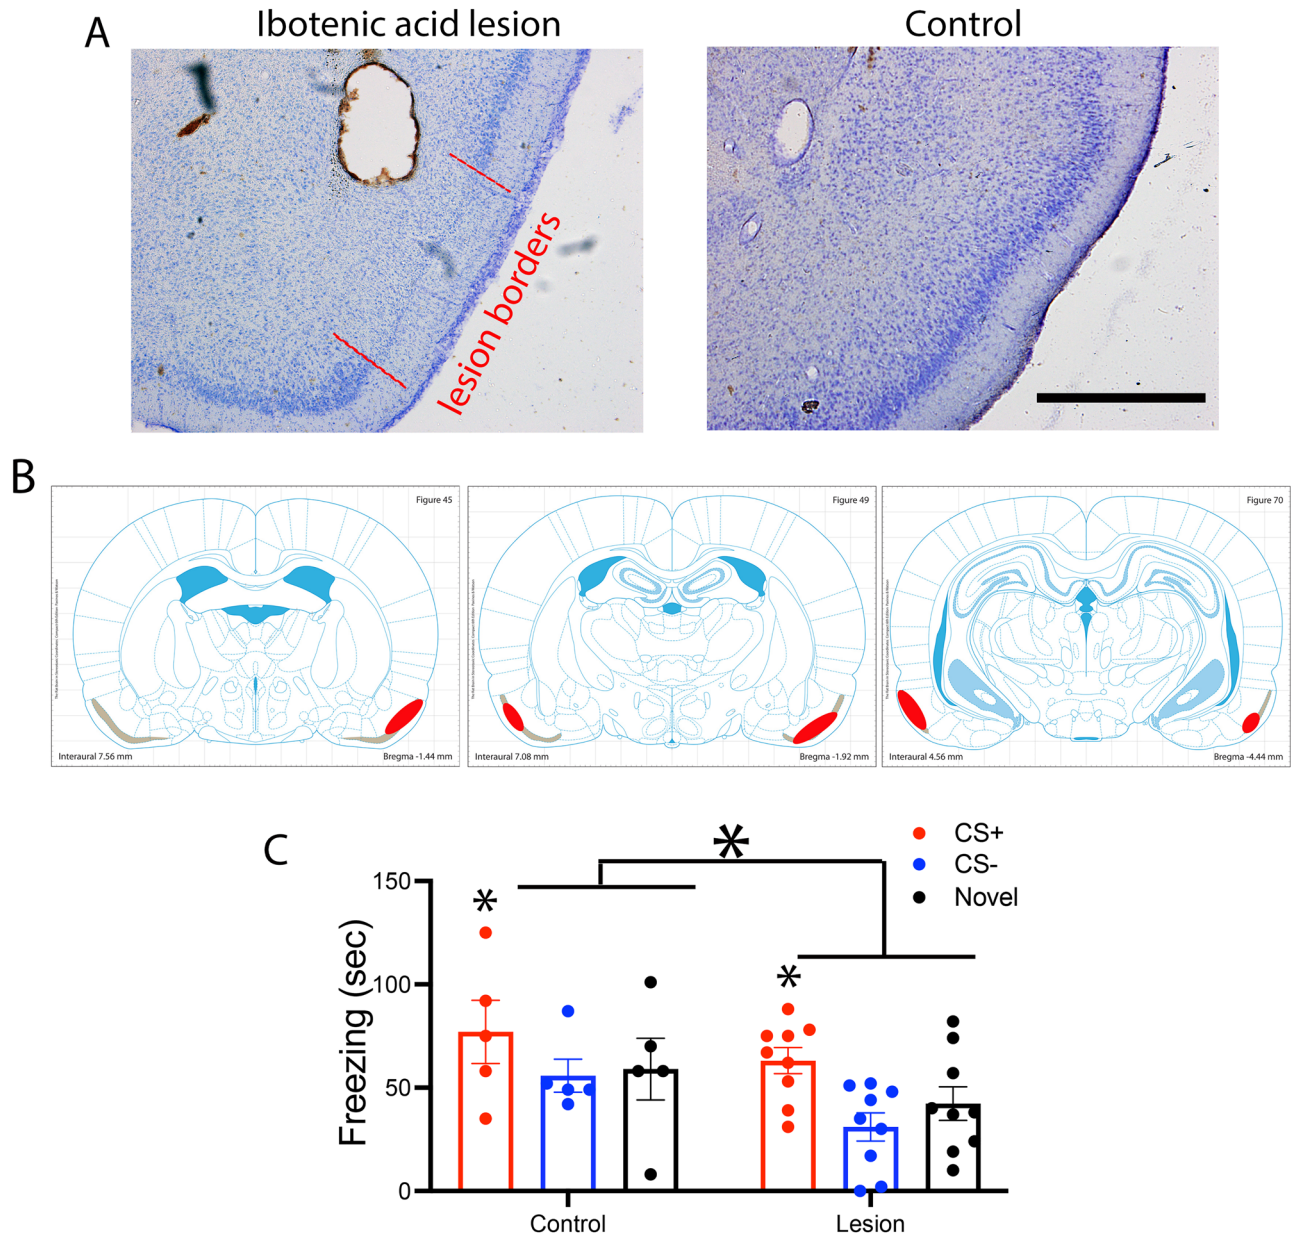 A
Ibotenic acid lesion
Control
lesion borders
B
Figure 45
Interaural 7.56 mm
Bregma -1.44 mm
Figure 49
Interaural 7.08 mm
Bregma -1.92 mm
Figure 70
Interaural 4.56 mm
Bregma -4.44 mm
C
*
CS+
CS-
Novel
*
*
Freezing (sec)
150
100
50
0
Control
Lesion